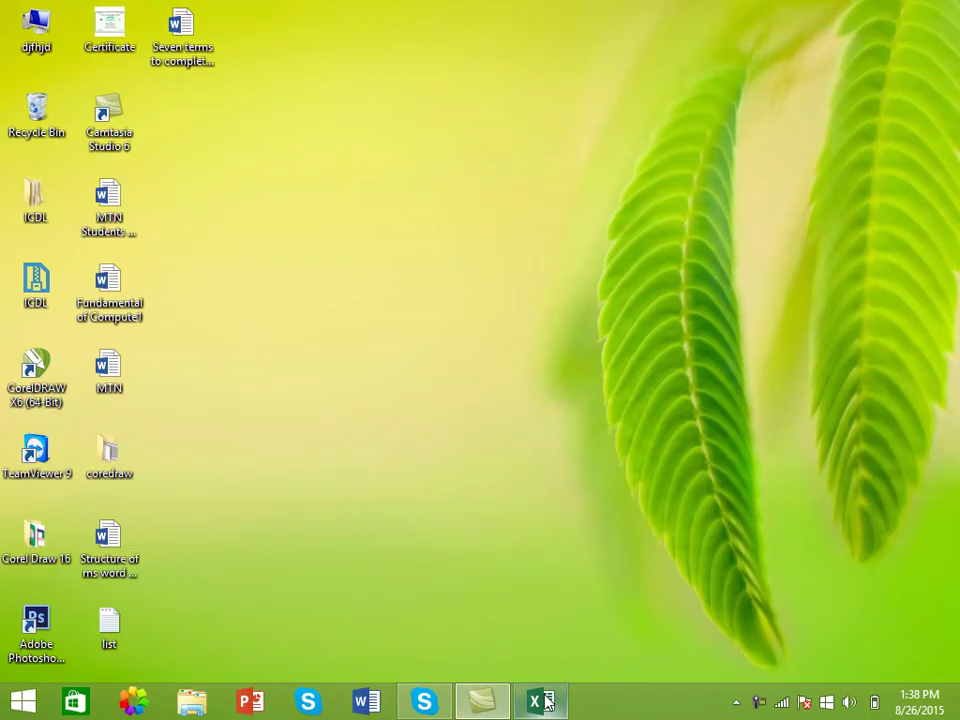 djfhjd
Certificate
Seven terms
to complet...
Recycle Bin
Camtasia
Studio 6
ICDL
MTN
Students ...
ICDL
Fundamental
of Compute1
CorelDRAW
X6 (64-Bit)
MTN
TeamViewer 9
coredraw
Corel Draw 16
Structure of
ms word ...
Adobe
Photosho...
list
1:38 PM
8/26/2015